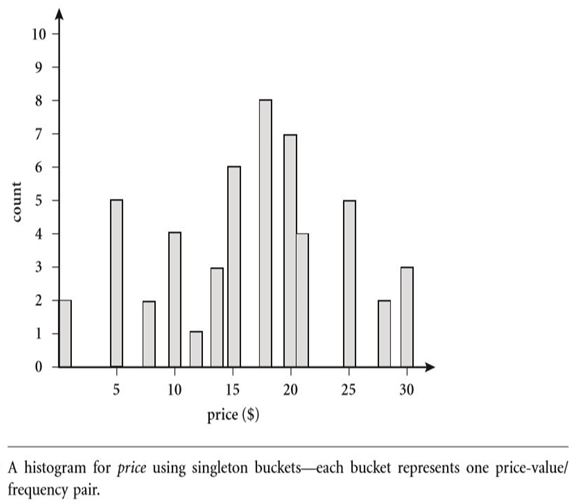 10
9
8
7
6
5
4
3
2
1
0
count
5 10 15 20 25 30
price ($)
A histogram for price using singleton buckets—each bucket represents one price-value/
frequency pair.